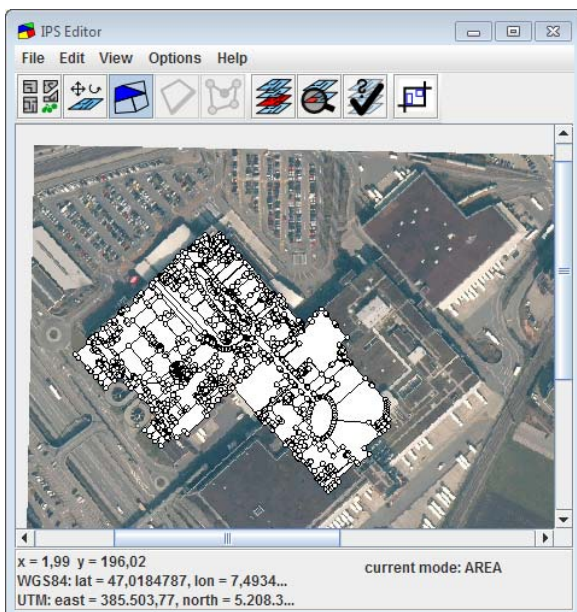 IPS Editor
File Edit View Options Help
x = 1,99 y = 196,02
current mode: AREA
WGS84: lat = 47,0184787, lon = 7,4934...
UTM: east = 385.503,77, north = 5.208.3...